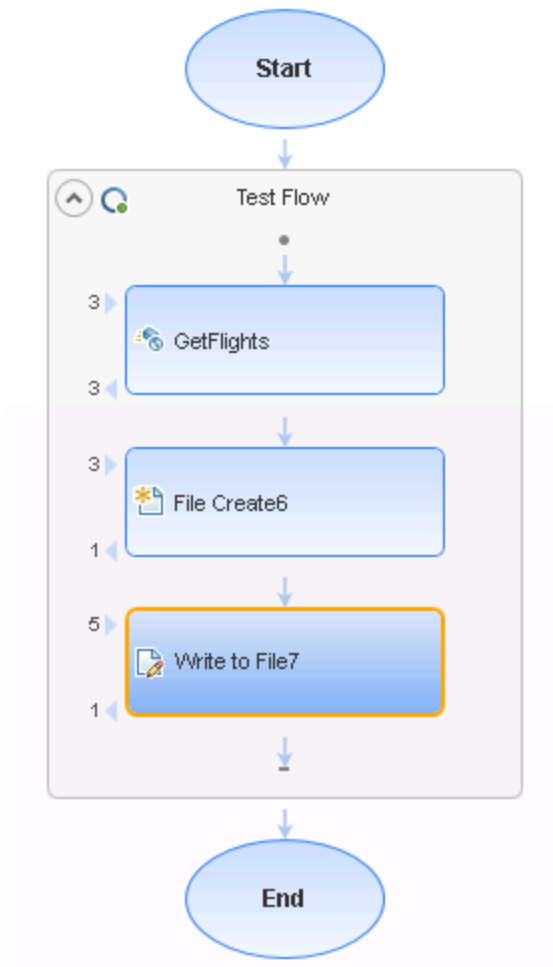 Start
Test Flow
3
GetFlights
3
3
File Create6
1
5
Write to File7
1
End